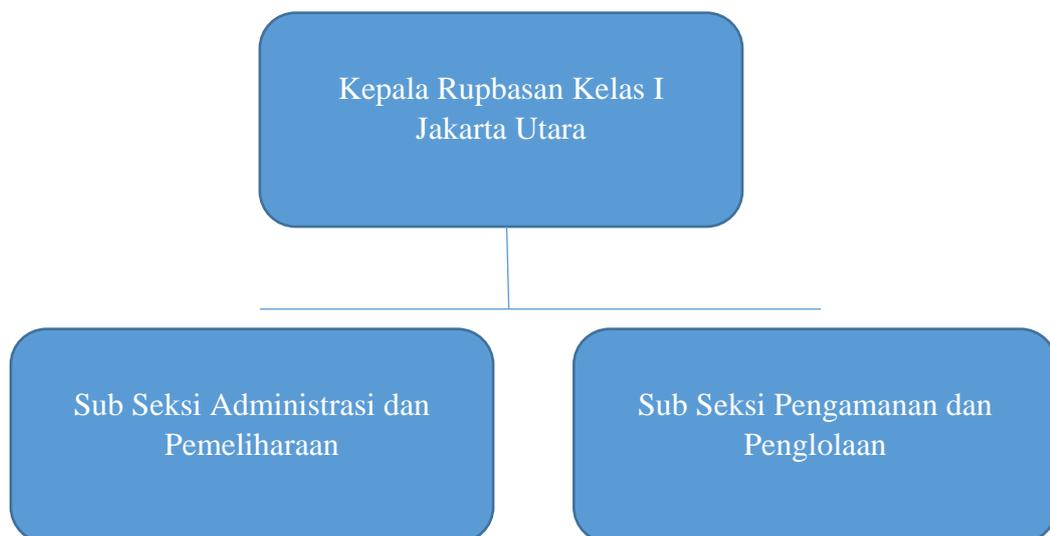 Kepala Rupbasan Kelas I
Jakarta Utara
Sub Seksi Administrasi dan
Pemeliharaan
Sub Seksi Pengamanan dan
Penglolaan